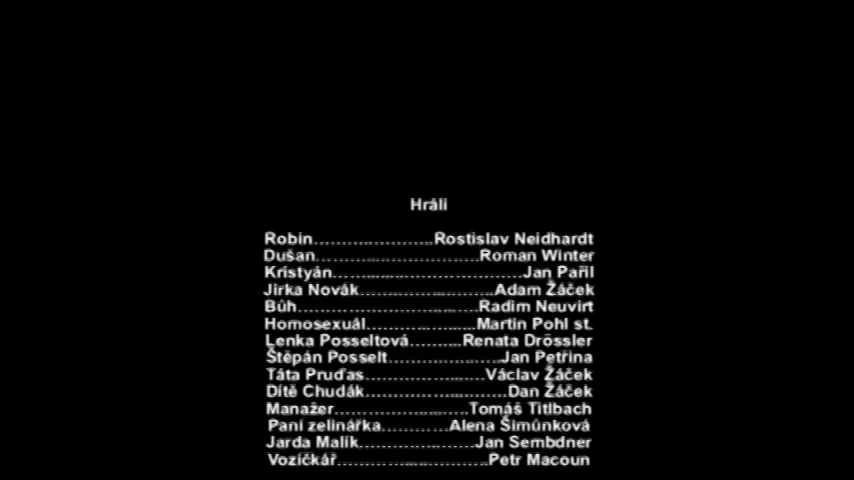 Hráli
Robin.......................Rostislav Neidhardt
Dušan...............................Roman Winter
Kristyán....................................Jan Pařil
Jirka Novák..........................Adam Žáček
Bůh...................................Radim Neuvirt
Homosexuál.....................Martin Pohl st.
Lenka Posseltová..........Renata Drössler
Štěpán Posselt......................Jan Petřina
Táta Pruďas.......................Václav Žáček
Dítě Chudák...........................Dan Žáček
Manažer..........................Tomáš Titlbach
Paní zelinářka.............Alena Šimůnková
Jarda Malík.......................Jan Sembdner
Vozíčkář.............................Petr Macoun